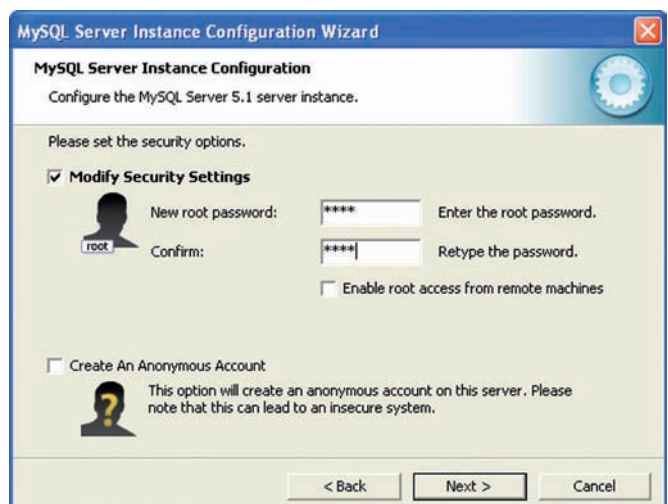 MySQL Server Instance Configuration Wizard
MySQL Server Instance Configuration
Configure the MySQL Server 5.1 server instance.
Please set the security options.
Modify Security Settings
New root password: **** Enter the root password.
root
Confirm: **** Retype the password.
Enable root access from remote machines
Create An Anonymous Account
This option will create an anonymous account on this server. Please
note that this can lead to an insecure system.
?
< Back Next > Cancel